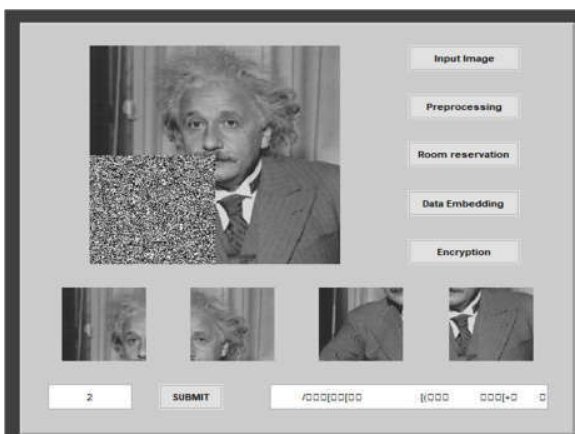 Input Image
Preprocessing
Room reservation
Data Embedding
Encryption
2 SUBMIT /□□□[□□[□□ [(□□□ □□□[+□ □